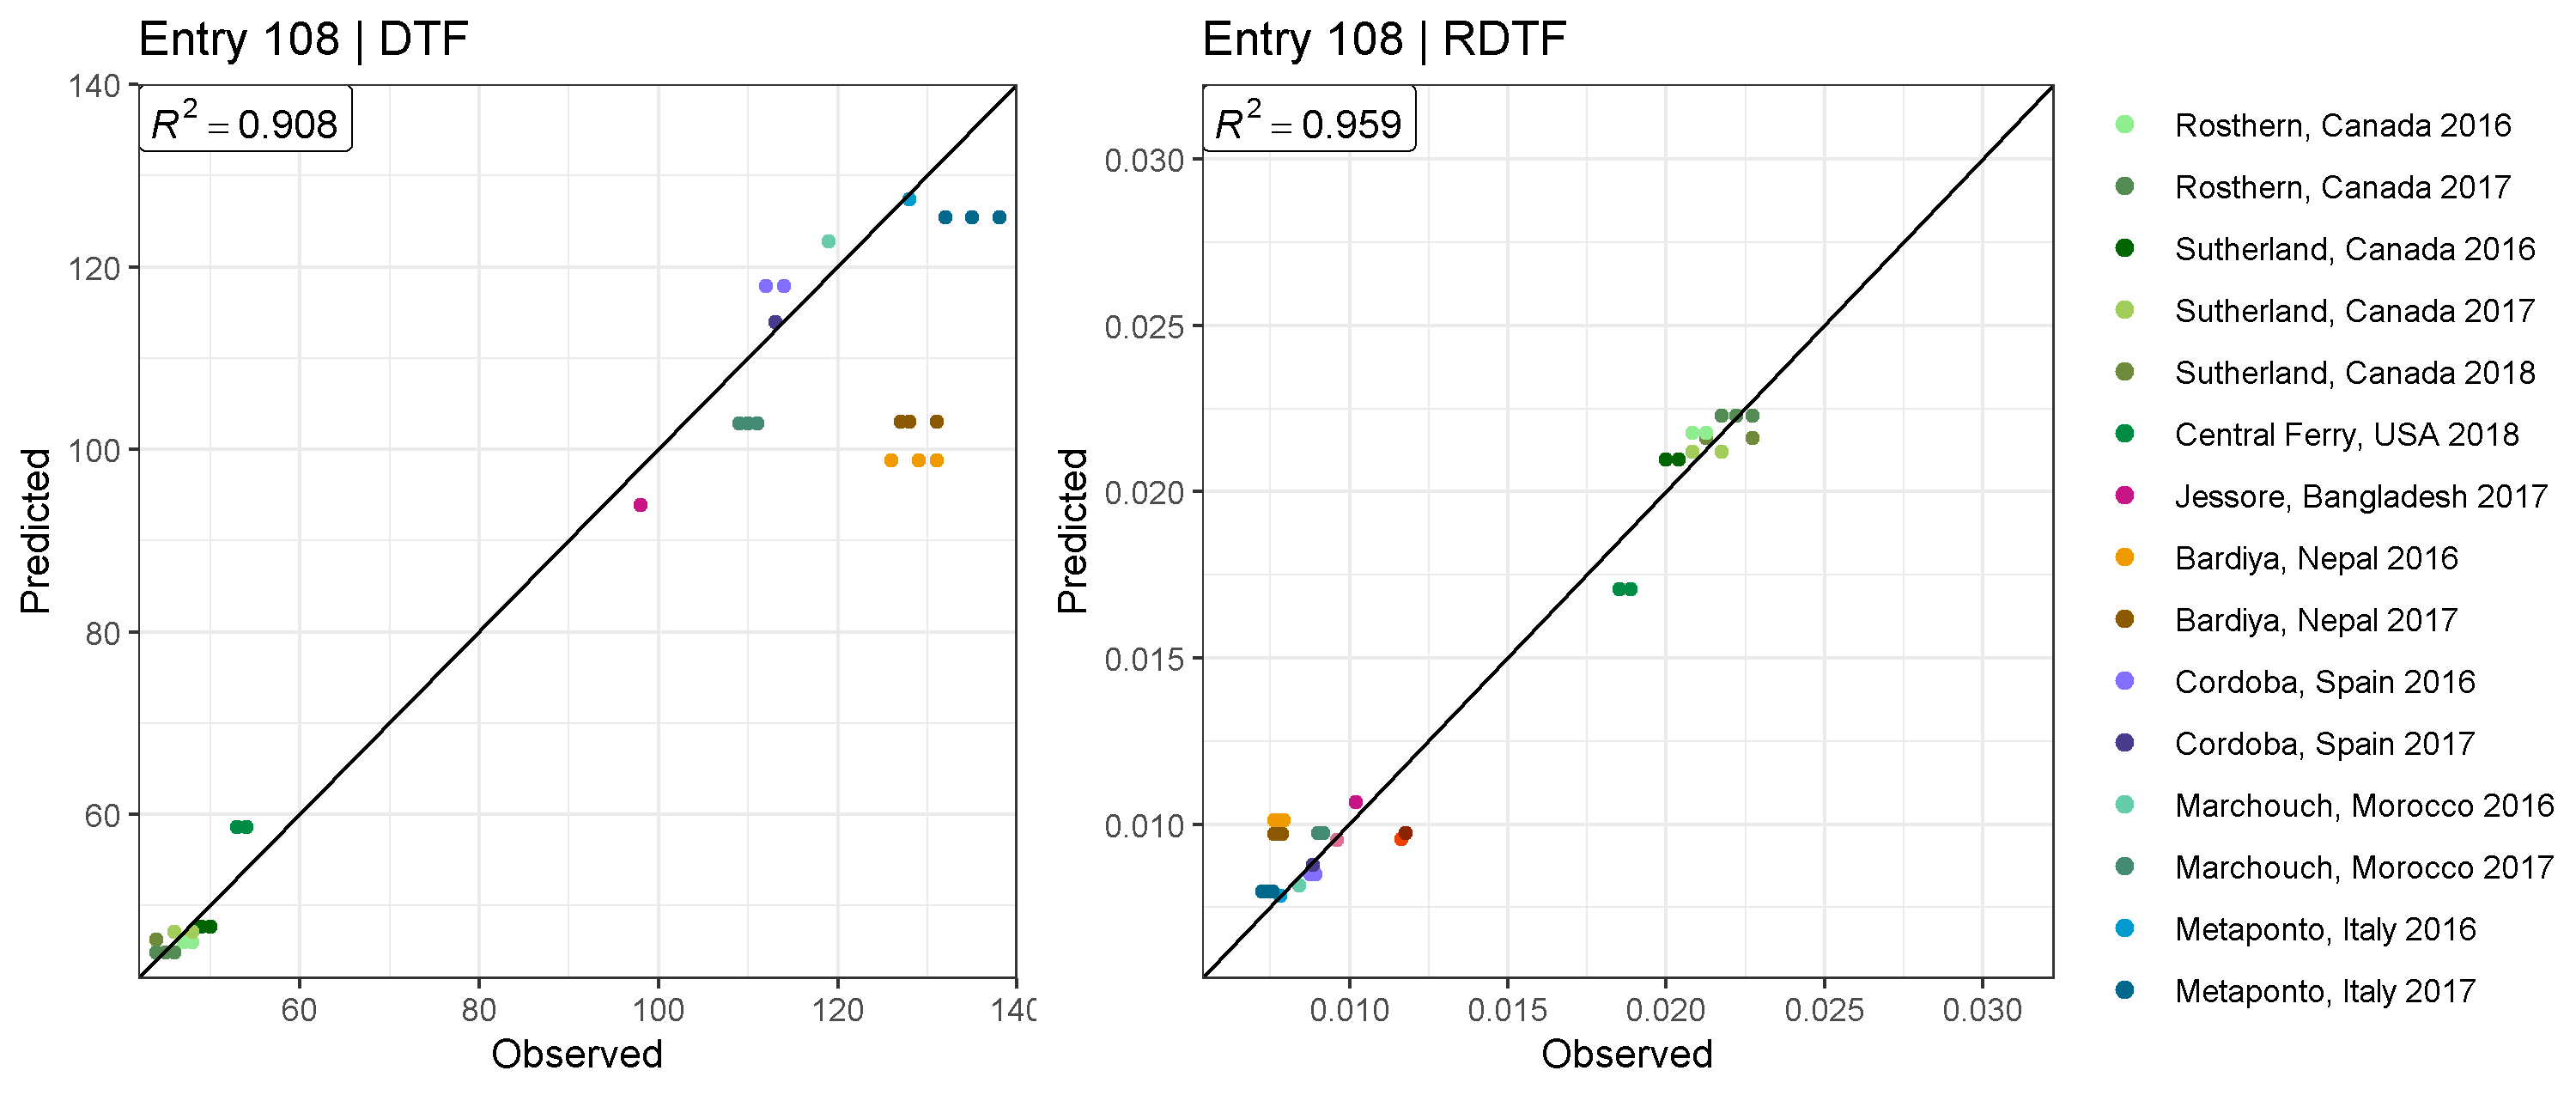 Entry 108 | DTF
R² = 0.908
140
120
100
80
60
Predicted
60 80 100 120 140
Observed
Entry 108 | RDTF
R² = 0.959
0.030
0.025
0.020
0.015
0.010
Predicted
0.010 0.015 0.020 0.025 0.030
Observed
Rosthern, Canada 2016
Rosthern, Canada 2017
Sutherland, Canada 2016
Sutherland, Canada 2017
Sutherland, Canada 2018
Central Ferry, USA 2018
Jessore, Bangladesh 2017
Bardiya, Nepal 2016
Bardiya, Nepal 2017
Cordoba, Spain 2016
Cordoba, Spain 2017
Marchouch, Morocco 2016
Marchouch, Morocco 2017
Metaponto, Italy 2016
Metaponto, Italy 2017